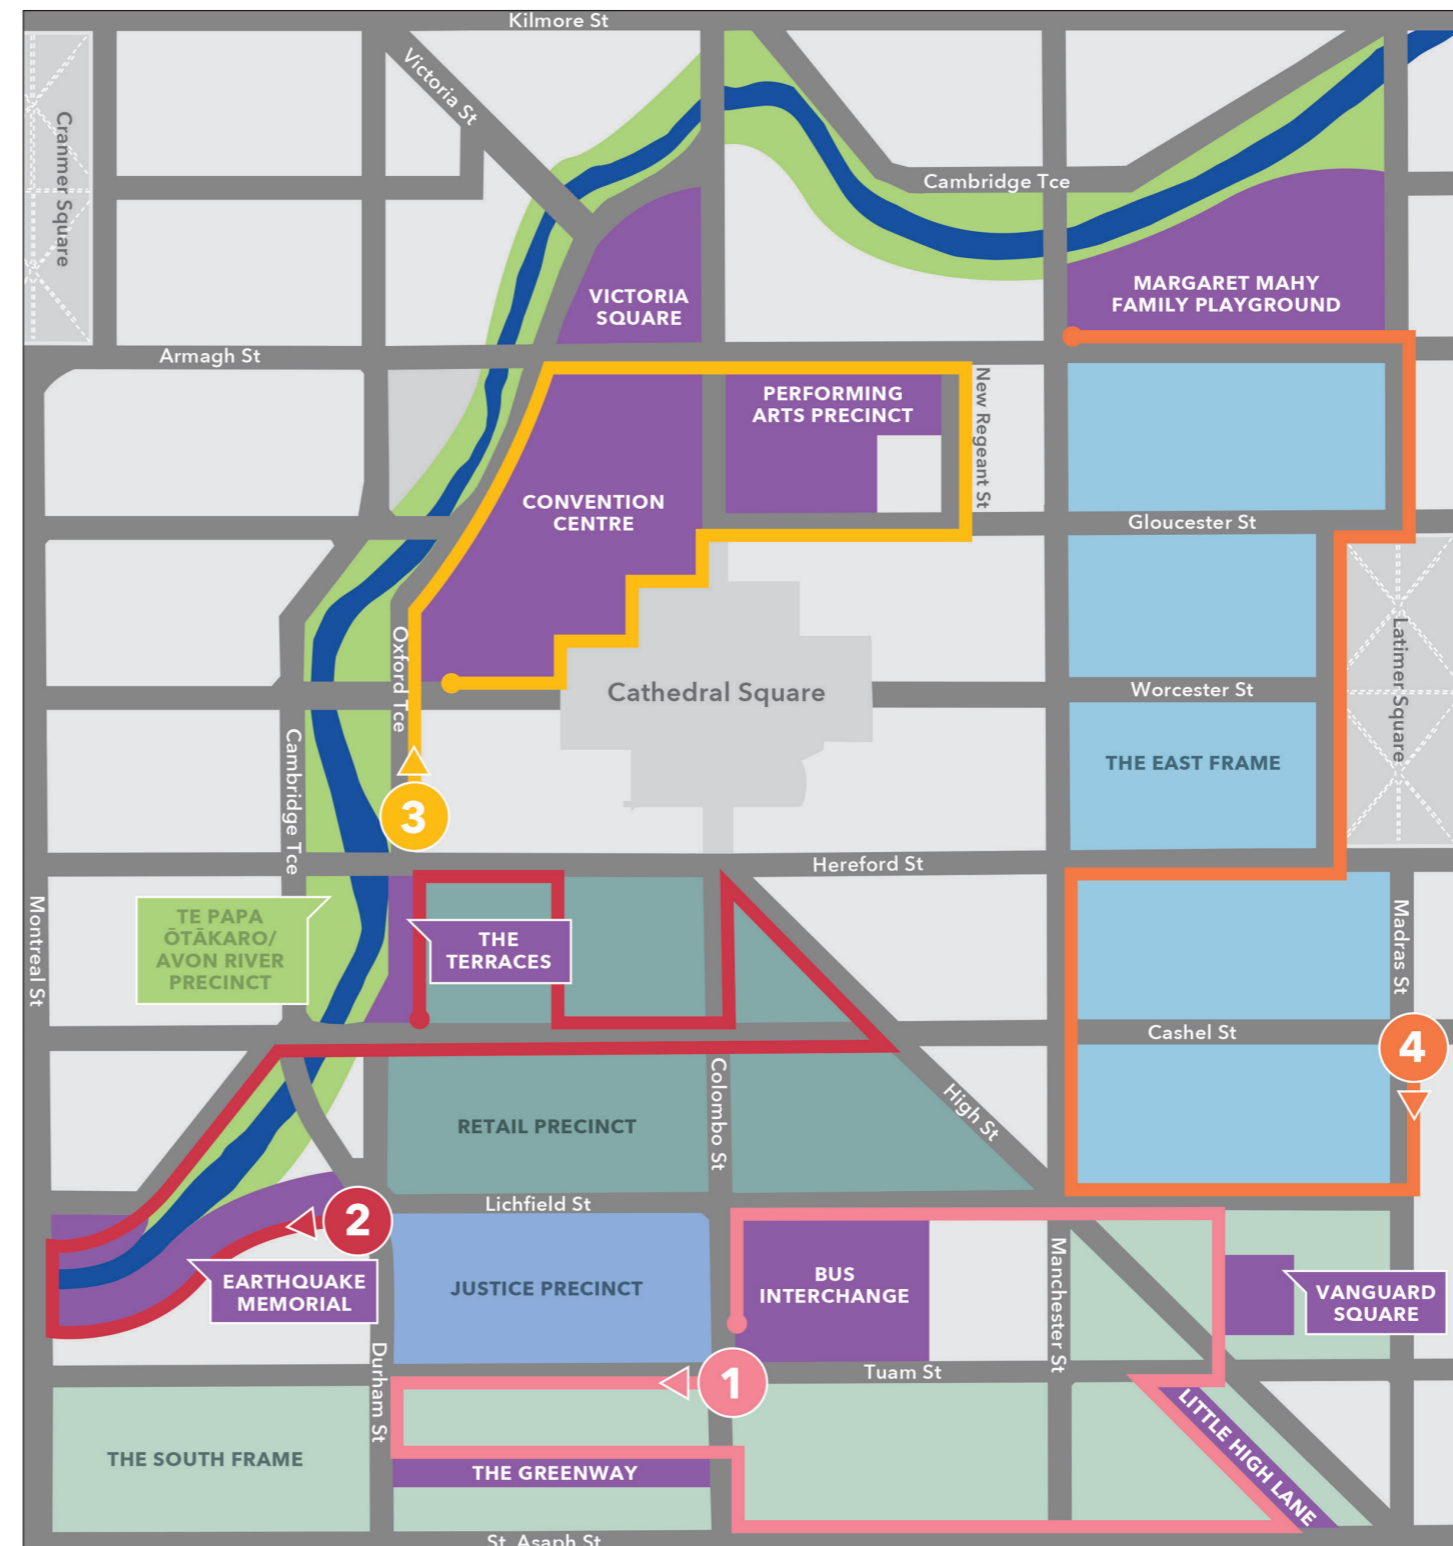 Kilmore St
Victoria St
Cranmer Square
Cambridge Tce
MARGARET MAHY
FAMILY PLAYGROUND
VICTORIA
SQUARE
Armagh St
PERFORMING
ARTS PRECINCT
New Regeant St
CONVENTION
CENTRE
Gloucester St
Oxford Tce
Latimer Square
Cathedral Square
Worcester St
THE EAST FRAME
Cambridge Tce
3
Hereford St
Montreal St
TE PAPA
ŌTĀKARO/
AVON RIVER
PRECINCT
THE
TERRACES
Madras St
Cashel St
4
Colombo St
High St
RETAIL PRECINCT
Lichfield St
2
EARTHQUAKE
MEMORIAL
JUSTICE PRECINCT
BUS
INTERCHANGE
Manchester St
VANGUARD
SQUARE
Durham St
1
Tuam St
LITTLE HIGH LANE
THE SOUTH FRAME
THE GREENWAY
St. Asaph St